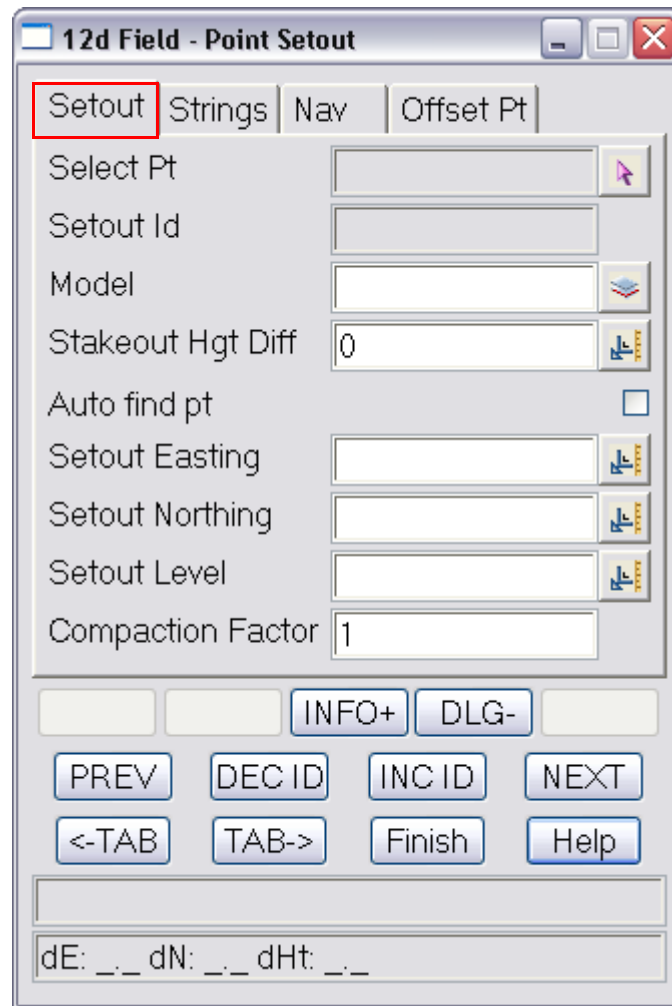 12d Field - Point Setout
Setout Strings Nav Offset Pt
Select Pt
Setout Id
Model
Stakeout Hgt Diff 0
Auto find pt
Setout Easting
Setout Northing
Setout Level
Compaction Factor 1
INFO+ DLG-
PREV DEC ID INC ID NEXT
<-TAB TAB-> Finish Help
dE: _._ dN: _._ dHt: _._